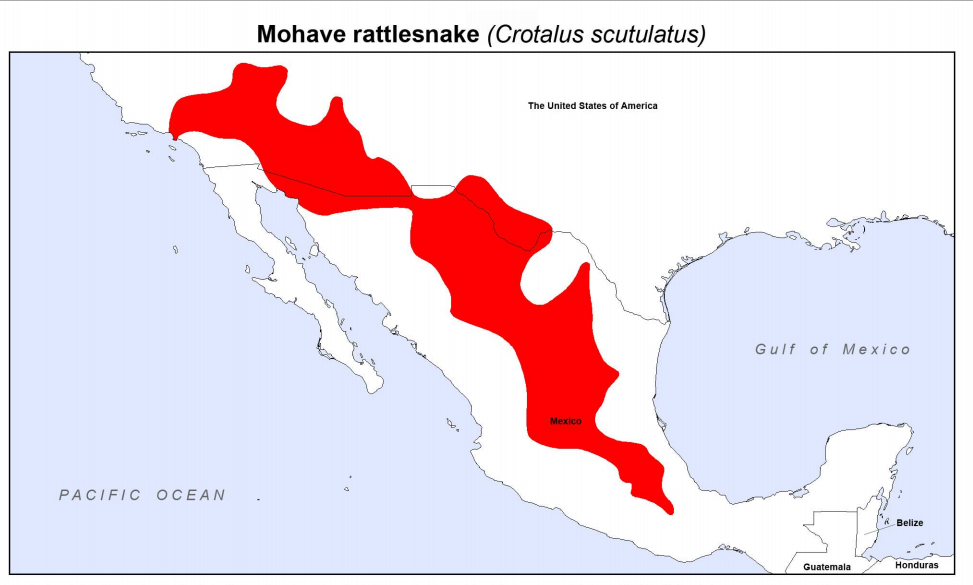 Mohave rattlesnake (Crotalus scutulatus)
The United States of America
Gulf of Mexico
Mexico
PACIFIC OCEAN
Belize
Guatemala
Honduras